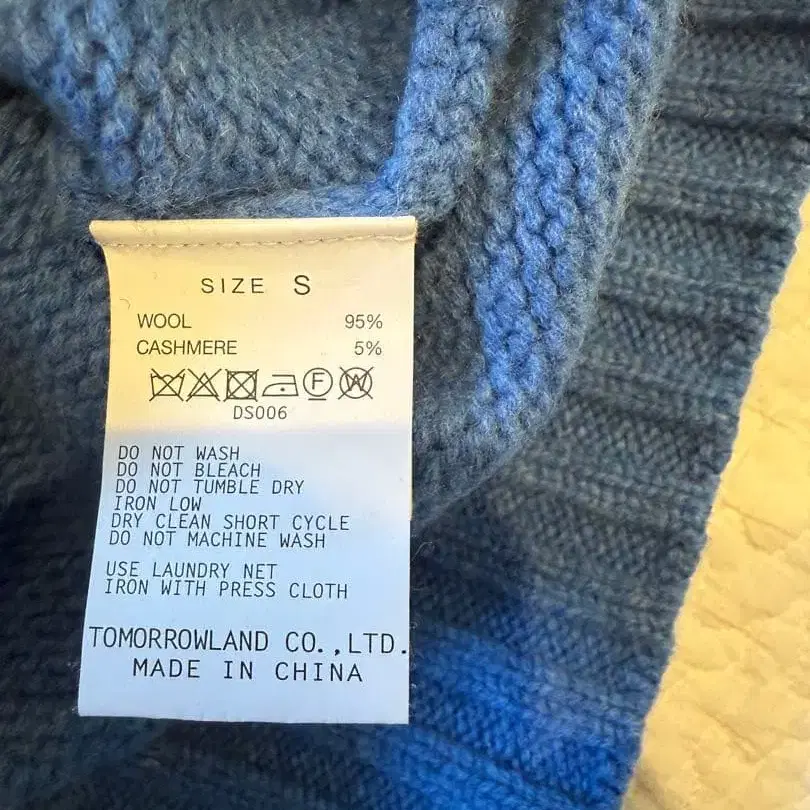 SIZE S
WOOL 95%
CASHMERE 5%
F W
DS006
DO NOT WASH
DO NOT BLEACH
DO NOT TUMBLE DRY
IRON LOW
DRY CLEAN SHORT CYCLE
DO NOT MACHINE WASH
USE LAUNDRY NET
IRON WITH PRESS CLOTH
TOMORROWLAND CO.,LTD.
MADE IN CHINA